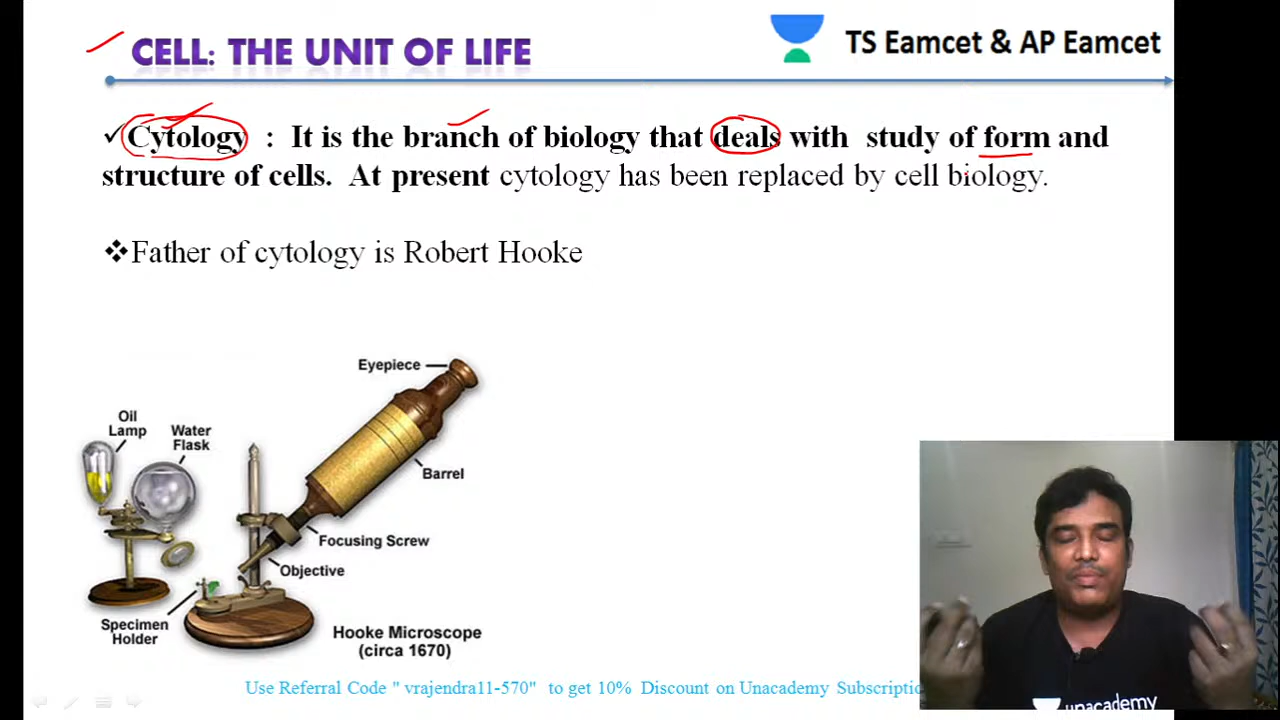 CELL: THE UNIT OF LIFE
TS Eamcet & AP Eamcet
Cytology : It is the branch of biology that deals with study of form and
structure of cells. At present cytology has been replaced by cell biology.
Father of cytology is Robert Hooke
Eyepiece
Oil
Lamp
Water
Flask
Barrel
Focusing Screw
Objective
Specimen
Holder
Hooke Microscope
(circa 1670)
Use Referral Code " vrajendra11-570" to get 10% Discount on Unacademy Subscriptio
unacademy